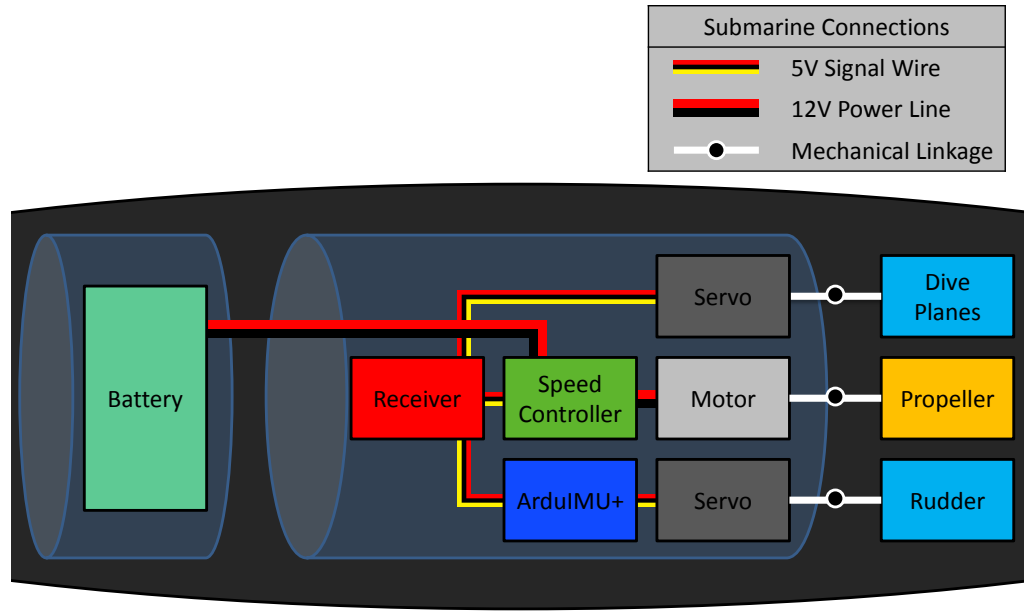 Submarine Connections
5V Signal Wire
12V Power Line
Mechanical Linkage
Servo
Dive
Planes
Battery
Receiver
Speed
Controller
Motor
Propeller
ArduIMU+
Servo
Rudder